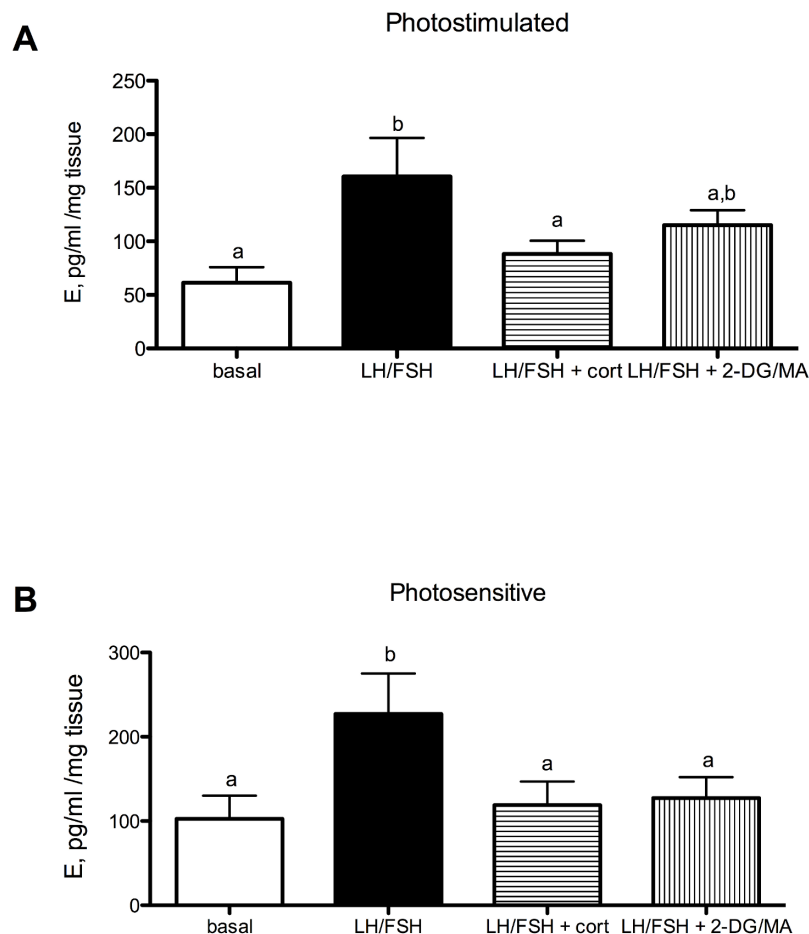 Photostimulated
A
250
200
150
100
50
0
E, pg/ml /mg tissue
a
b
a
a,b
basal
LH/FSH
LH/FSH + cort
LH/FSH + 2-DG/MA
Photosensitive
B
300
200
100
0
E, pg/ml /mg tissue
a
b
a
a
basal
LH/FSH
LH/FSH + cort
LH/FSH + 2-DG/MA